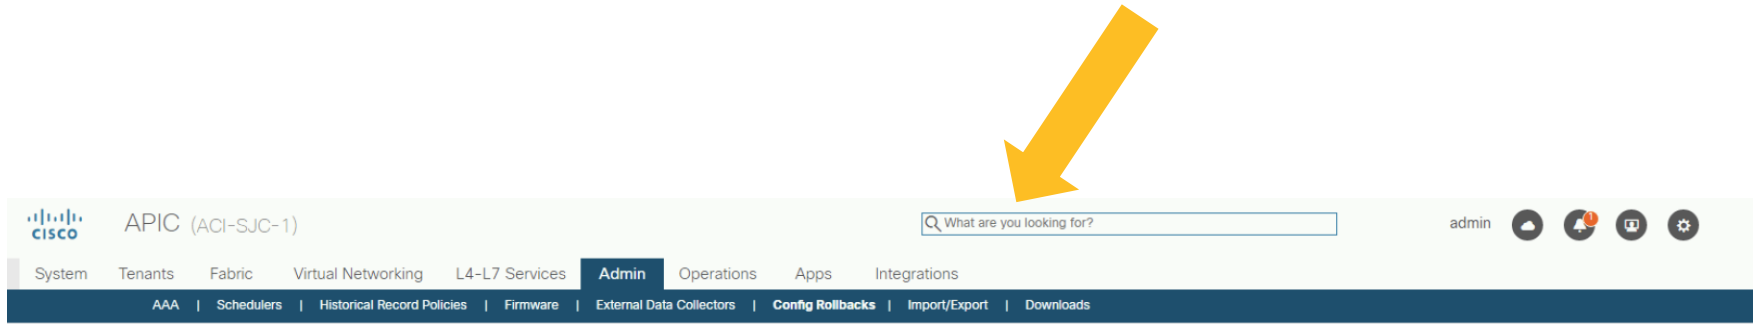 cisco APIC (ACI-SJC-1) What are you looking for? admin 1
System Tenants Fabric Virtual Networking L4-L7 Services Admin Operations Apps Integrations
AAA | Schedulers | Historical Record Policies | Firmware | External Data Collectors | Config Rollbacks | Import/Export | Downloads